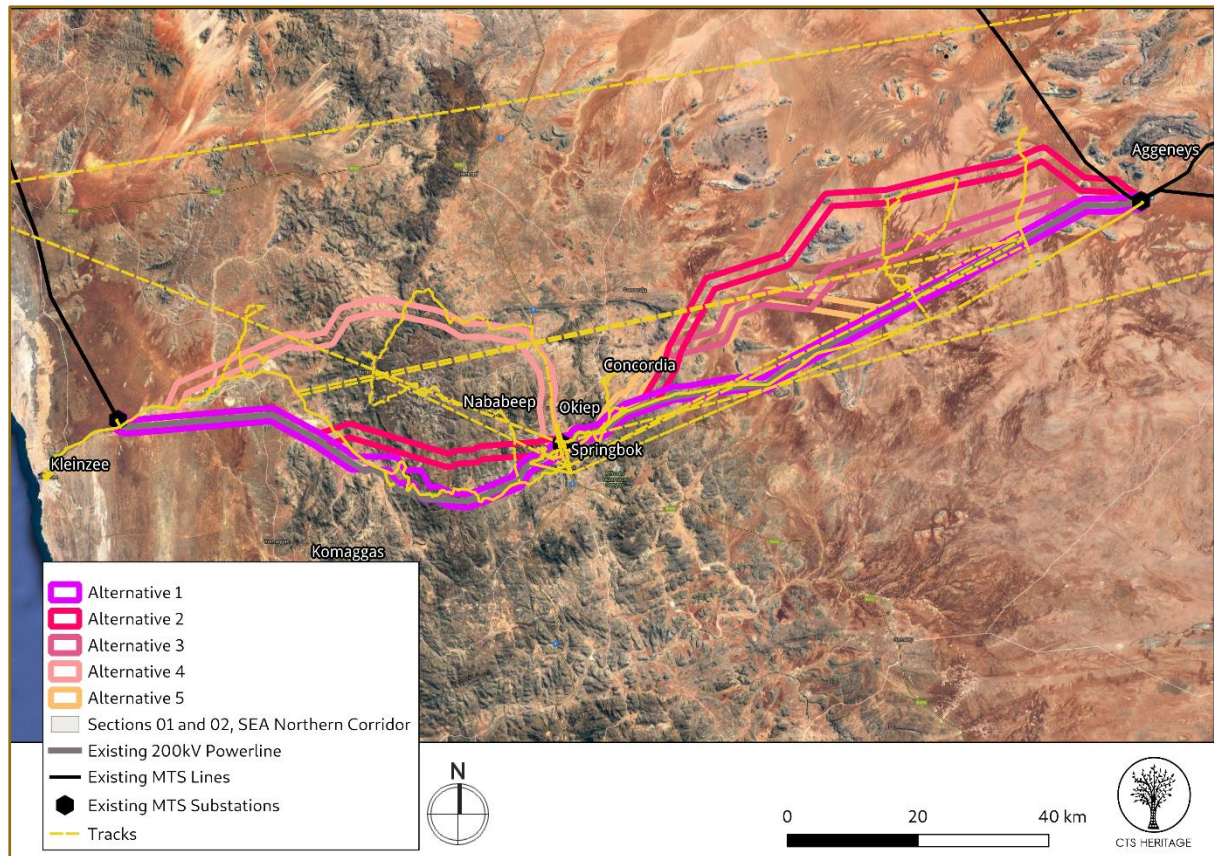 Aggeneys
Concordia
Concordia
Nababeep
Okiep
Springbok
Kleinzee
Komaggas
Alternative 1
Alternative 2
Alternative 3
Alternative 4
Alternative 5
Sections 01 and 02, SEA Northern Corridor
Existing 200kV Powerline
Existing MTS Lines
Existing MTS Substations
Tracks
N
0
20
40 km
CTS HERITAGE